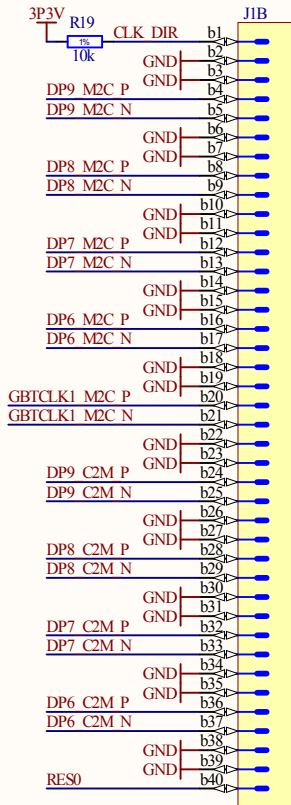 3P3V R19 J1B
1% CLK_DIR b1
10k b2
GND
GND b3
DP9_M2C_P b4
DP9_M2C_N b5
GND b6
GND b7
DP8_M2C_P b8
DP8_M2C_N b9
GND b10
GND b11
DP7_M2C_P b12
DP7_M2C_N b13
GND b14
GND b15
DP6_M2C_P b16
DP6_M2C_N b17
GND b18
GND b19
GBTCLK1_M2C_P b20
GBTCLK1_M2C_N b21
GND b22
GND b23
DP9_C2M_P b24
DP9_C2M_N b25
GND b26
GND b27
DP8_C2M_P b28
DP8_C2M_N b29
GND b30
GND b31
DP7_C2M_P b32
DP7_C2M_N b33
GND b34
GND b35
DP6_C2M_P b36
DP6_C2M_N b37
GND b38
GND b39
RES0 b40